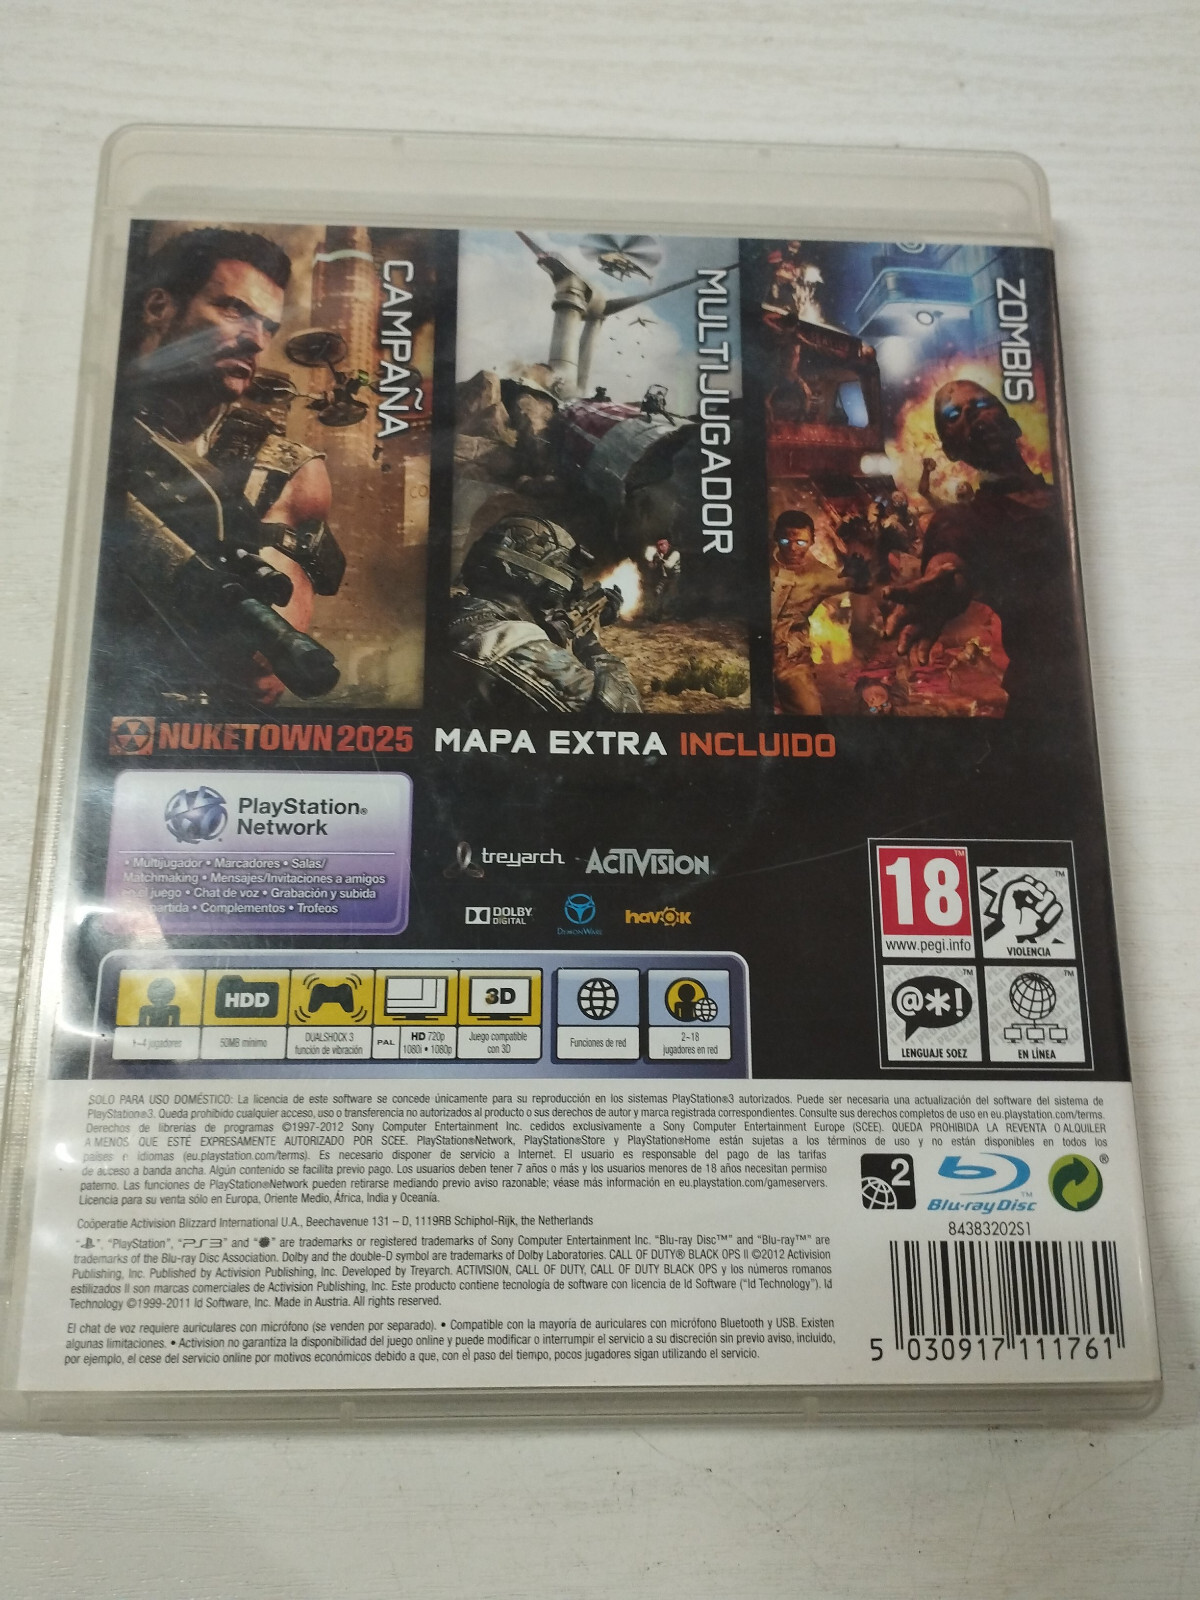 CAMPAÑA
MULTIJUGADOR
ZOMBIS
NUKETOWN 2025 MAPA EXTRA INCLUIDO
PlayStation®
Network
• Multijugador • Marcadores • Salas/
Matchmaking • Mensajes/Invitaciones a amigos
en el juego • Chat de voz • Grabación y subida
partida • Complementos • Trofeos
treyarch ACTIVISION
DOLBY
DIGITAL
DEMONWARE
havok
18
www.pegi.info
VIOLENCIA
@*!
LENGUAJE SOEZ
EN LÍNEA
HDD
3D
1-4 jugadores
50MB mínimo
DUALSHOCK 3
función de vibración
PAL
HD 720p
1080i • 1080p
Juego compatible
con 3D
Funciones de red
2-18
jugadores en red
SOLO PARA USO DOMÉSTICO: La licencia de este software se concede únicamente para su reproducción en los sistemas PlayStation®3 autorizados. Puede ser necesaria una actualización del software del sistema de
PlayStation®3. Queda prohibido cualquier acceso, uso o transferencia no autorizados al producto o sus derechos de autor y marca registrada correspondientes. Consulte sus derechos completos de uso en eu.playstation.com/terms.
Derechos de librerías de programas ©1997-2012 Sony Computer Entertainment Inc. cedidos exclusivamente a Sony Computer Entertainment Europe (SCEE). QUEDA PROHIBIDA LA REVENTA O ALQUILER
A MENOS QUE ESTÉ EXPRESAMENTE AUTORIZADO POR SCEE. PlayStation®Network, PlayStation®Store y PlayStation®Home están sujetas a los términos de uso y no están disponibles en todos los
países e idiomas (eu.playstation.com/terms). Es necesario disponer de servicio a Internet. El usuario es responsable del pago de las tarifas
de acceso a banda ancha. Algún contenido se facilita previo pago. Los usuarios deben tener 7 años o más y los usuarios menores de 18 años necesitan permiso
paterno. Las funciones de PlayStation®Network pueden retirarse mediando previo aviso razonable; véase más información en eu.playstation.com/gameservers.
Licencia para su venta sólo en Europa, Oriente Medio, África, India y Oceanía.
2
Blu-ray Disc
84383202S1
Coöperatie Activision Blizzard International U.A., Beechavenue 131 – D, 1119RB Schiphol-Rijk, the Netherlands
"", "PlayStation", "PS3" and "" are trademarks or registered trademarks of Sony Computer Entertainment Inc. "Blu-ray Disc™" and "Blu-ray™" are
trademarks of the Blu-ray Disc Association. Dolby and the double-D symbol are trademarks of Dolby Laboratories. CALL OF DUTY® BLACK OPS II ©2012 Activision
Publishing, Inc. Published by Activision Publishing, Inc. Developed by Treyarch. ACTIVISION, CALL OF DUTY, CALL OF DUTY BLACK OPS y los números romanos
estilizados II son marcas comerciales de Activision Publishing, Inc. Este producto contiene tecnología de software con licencia de Id Software ("Id Technology"). Id
Technology ©1999-2011 Id Software, Inc. Made in Austria. All rights reserved.
El chat de voz requiere auriculares con micrófono (se venden por separado). • Compatible con la mayoría de auriculares con micrófono Bluetooth y USB. Existen
algunas limitaciones. • Activision no garantiza la disponibilidad del juego online y puede modificar o interrumpir el servicio a su discreción sin previo aviso, incluido,
por ejemplo, el cese del servicio online por motivos económicos debido a que, con el paso del tiempo, pocos jugadores sigan utilizando el servicio.
5 030917 111761